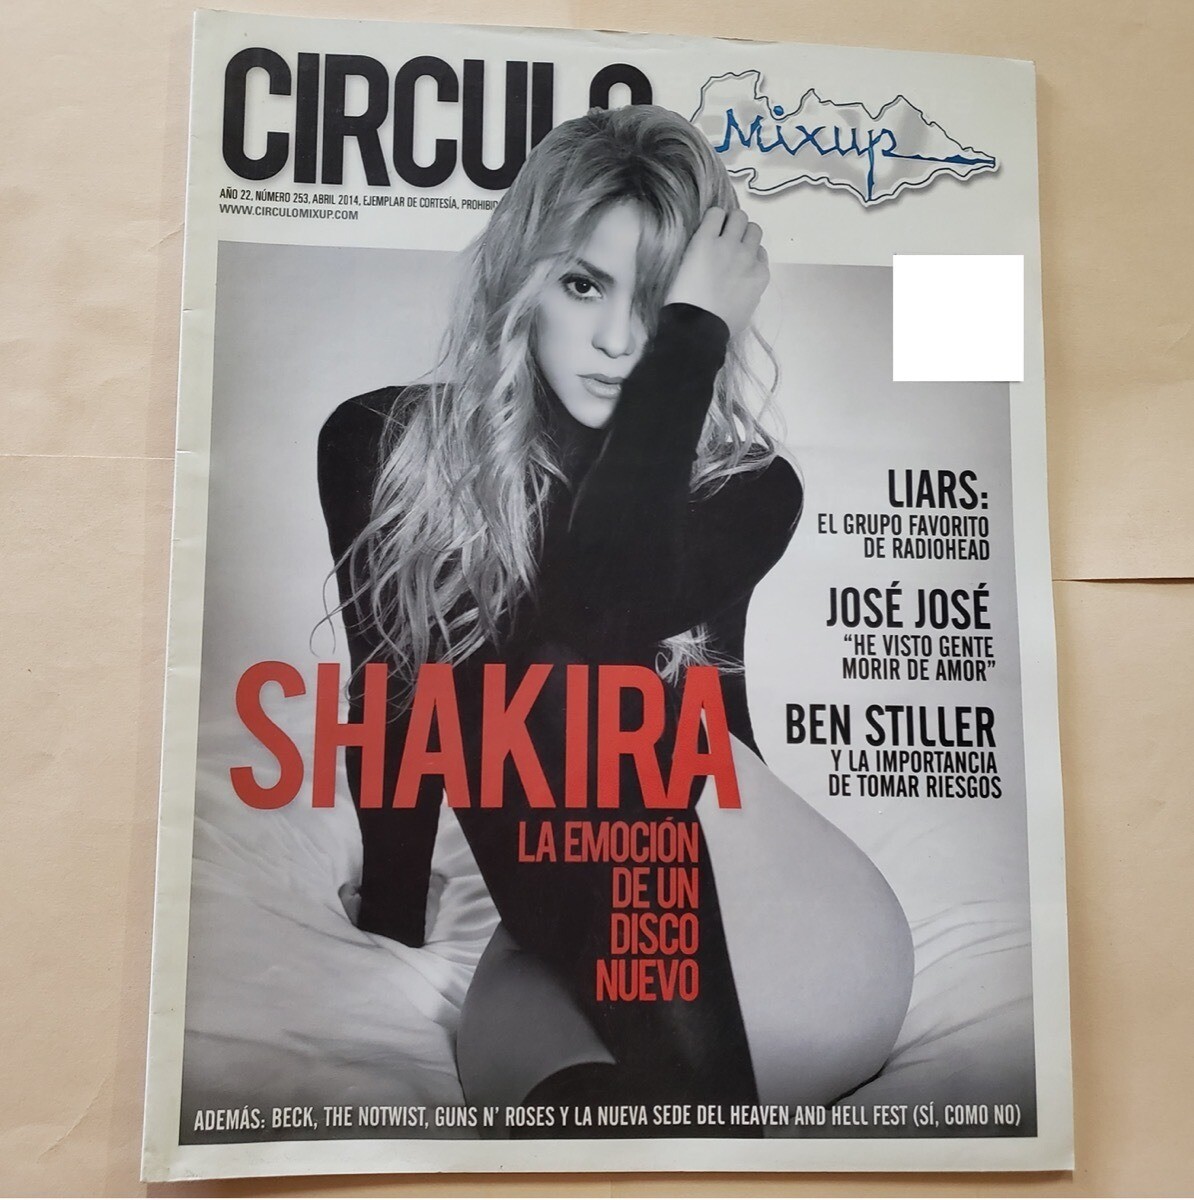 CIRCULO
Mixup
AÑO 22, NÚMERO 253, ABRIL 2014, EJEMPLAR DE CORTESÍA,
WWW.CIRCULOMIXUP.COM
LIARS:
EL GRUPO FAVORITO
DE RADIOHEAD
JOSÉ JOSÉ
“HE VISTO GENTE
MORIR DE AMOR”
BEN STILLER
Y LA IMPORTANCIA
DE TOMAR RIESGOS
SHAKIRA
LA EMOCIÓN
DE UN
DISCO
NUEVO
ADEMÁS: BECK, THE NOTWIST, GUNS N’ ROSES Y LA NUEVA SEDE DEL HEAVEN AND HELL FEST (SÍ, COMO NO)